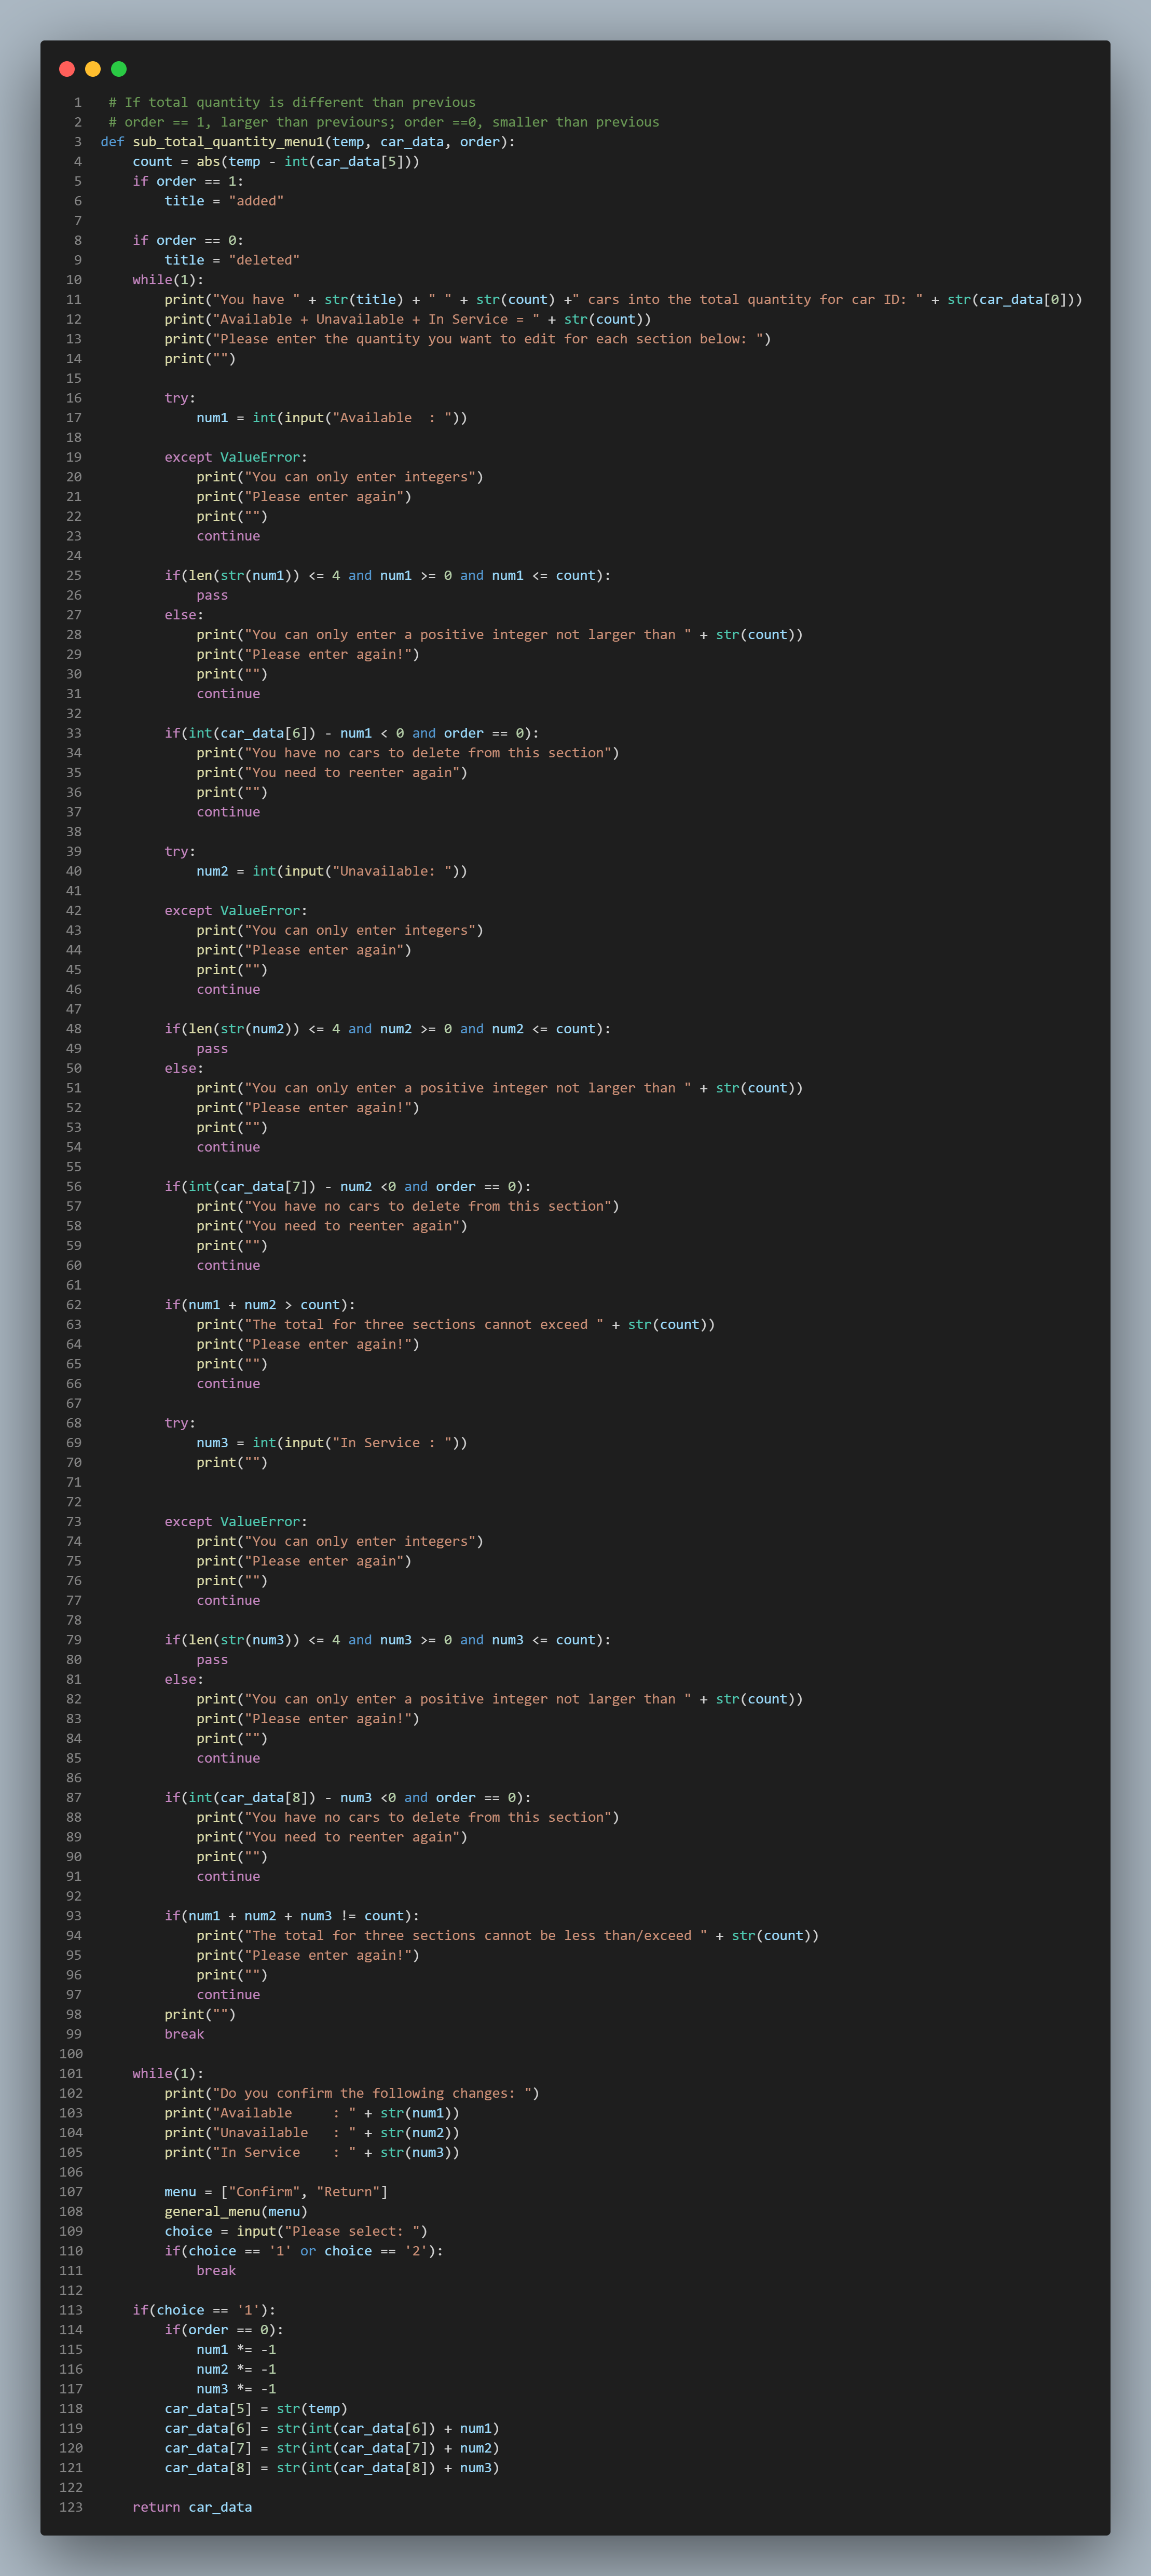 1 # If total quantity is different than previous
2 # order == 1, larger than previours; order ==0, smaller than previous
3 def sub_total_quantity_menu1(temp, car_data, order):
4     count = abs(temp - int(car_data[5]))
5     if order == 1:
6         title = "added"
7
8     if order == 0:
9         title = "deleted"
10     while(1):
11         print("You have " + str(title) + " " + str(count) +" cars into the total quantity for car ID: " + str(car_data[0]))
12         print("Available + Unavailable + In Service = " + str(count))
13         print("Please enter the quantity you want to edit for each section below: ")
14         print("")
15
16         try:
17             num1 = int(input("Available  : "))
18
19         except ValueError:
20             print("You can only enter integers")
21             print("Please enter again")
22             print("")
23             continue
24
25         if(len(str(num1)) <= 4 and num1 >= 0 and num1 <= count):
26             pass
27         else:
28             print("You can only enter a positive integer not larger than " + str(count))
29             print("Please enter again!")
30             print("")
31             continue
32
33         if(int(car_data[6]) - num1 < 0 and order == 0):
34             print("You have no cars to delete from this section")
35             print("You need to reenter again")
36             print("")
37             continue
38
39         try:
40             num2 = int(input("Unavailable: "))
41
42         except ValueError:
43             print("You can only enter integers")
44             print("Please enter again")
45             print("")
46             continue
47
48         if(len(str(num2)) <= 4 and num2 >= 0 and num2 <= count):
49             pass
50         else:
51             print("You can only enter a positive integer not larger than " + str(count))
52             print("Please enter again!")
53             print("")
54             continue
55
56         if(int(car_data[7]) - num2 <0 and order == 0):
57             print("You have no cars to delete from this section")
58             print("You need to reenter again")
59             print("")
60             continue
61
62         if(num1 + num2 > count):
63             print("The total for three sections cannot exceed " + str(count))
64             print("Please enter again!")
65             print("")
66             continue
67
68         try:
69             num3 = int(input("In Service : "))
70             print("")
71
72
73         except ValueError:
74             print("You can only enter integers")
75             print("Please enter again")
76             print("")
77             continue
78
79         if(len(str(num3)) <= 4 and num3 >= 0 and num3 <= count):
80             pass
81         else:
82             print("You can only enter a positive integer not larger than " + str(count))
83             print("Please enter again!")
84             print("")
85             continue
86
87         if(int(car_data[8]) - num3 <0 and order == 0):
88             print("You have no cars to delete from this section")
89             print("You need to reenter again")
90             print("")
91             continue
92
93         if(num1 + num2 + num3 != count):
94             print("The total for three sections cannot be less than/exceed " + str(count))
95             print("Please enter again!")
96             print("")
97             continue
98         print("")
99         break
100
101     while(1):
102         print("Do you confirm the following changes: ")
103         print("Available     : " + str(num1))
104         print("Unavailable   : " + str(num2))
105         print("In Service    : " + str(num3))
106
107         menu = ["Confirm", "Return"]
108         general_menu(menu)
109         choice = input("Please select: ")
110         if(choice == '1' or choice == '2'):
111             break
112
113     if(choice == '1'):
114         if(order == 0):
115             num1 *= -1
116             num2 *= -1
117             num3 *= -1
118         car_data[5] = str(temp)
119         car_data[6] = str(int(car_data[6]) + num1)
120         car_data[7] = str(int(car_data[7]) + num2)
121         car_data[8] = str(int(car_data[8]) + num3)
122
123     return car_data